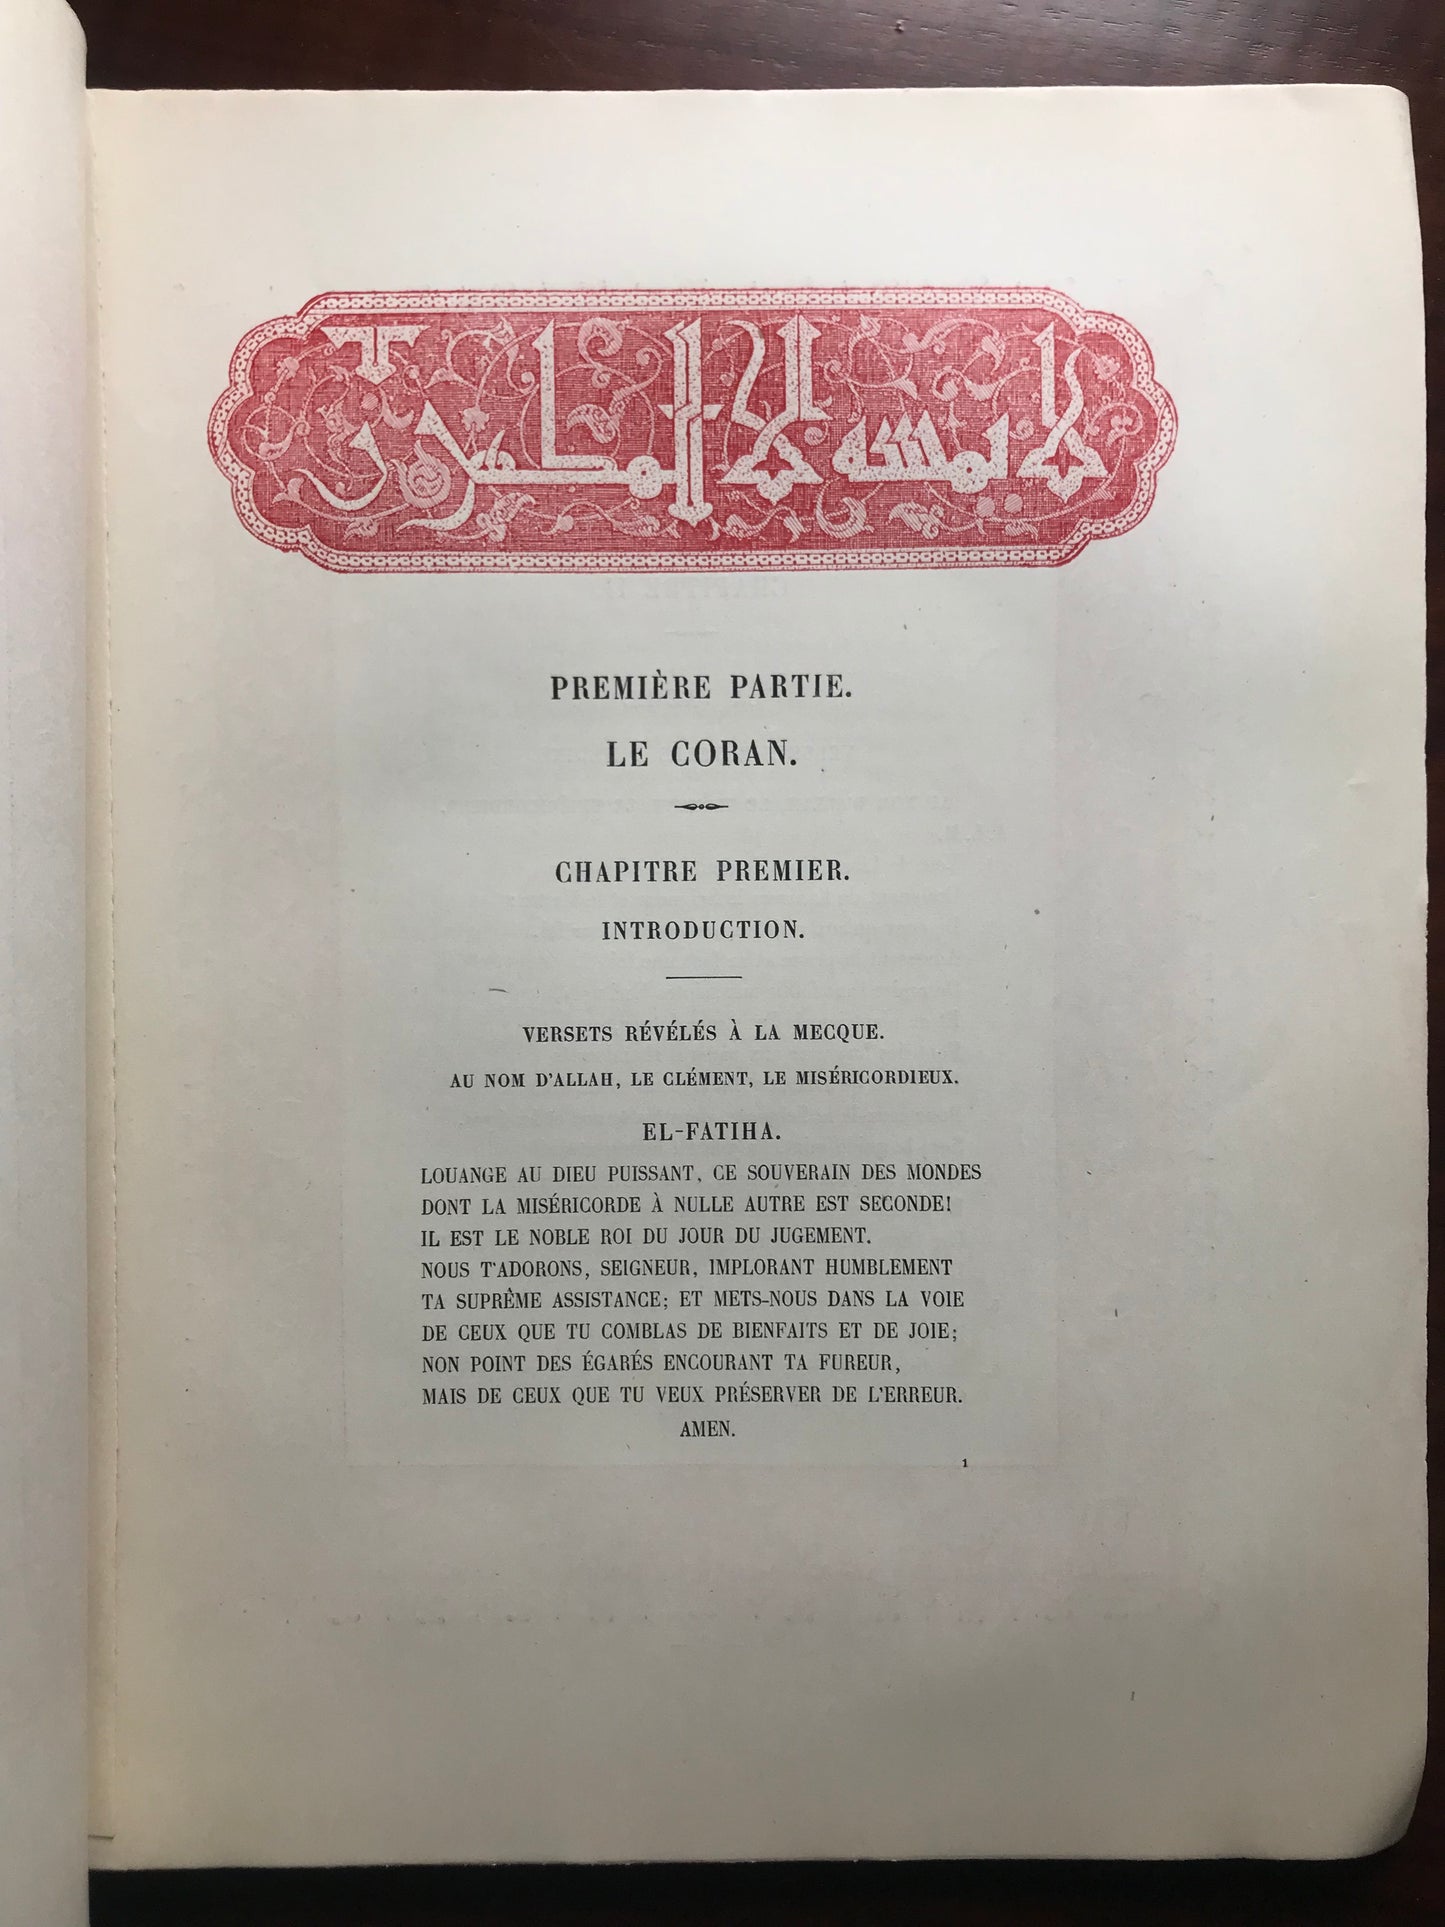 لا يمسه الا المطهرون
PREMIÈRE PARTIE.
LE CORAN.
CHAPITRE PREMIER.
INTRODUCTION.
VERSETS RÉVÉLÉS À LA MECQUE.
AU NOM D'ALLAH, LE CLÉMENT, LE MISÉRICORDIEUX.
EL-FATIHA.
LOUANGE AU DIEU PUISSANT, CE SOUVERAIN DES MONDES
DONT LA MISÉRICORDE À NULLE AUTRE EST SECONDE!
IL EST LE NOBLE ROI DU JOUR DU JUGEMENT.
NOUS T'ADORONS, SEIGNEUR, IMPLORANT HUMBLEMENT
TA SUPRÊME ASSISTANCE; ET METS-NOUS DANS LA VOIE
DE CEUX QUE TU COMBLAS DE BIENFAITS ET DE JOIE;
NON POINT DES ÉGARÉS ENCOURANT TA FUREUR,
MAIS DE CEUX QUE TU VEUX PRÉSERVER DE L'ERREUR.
AMEN.
1